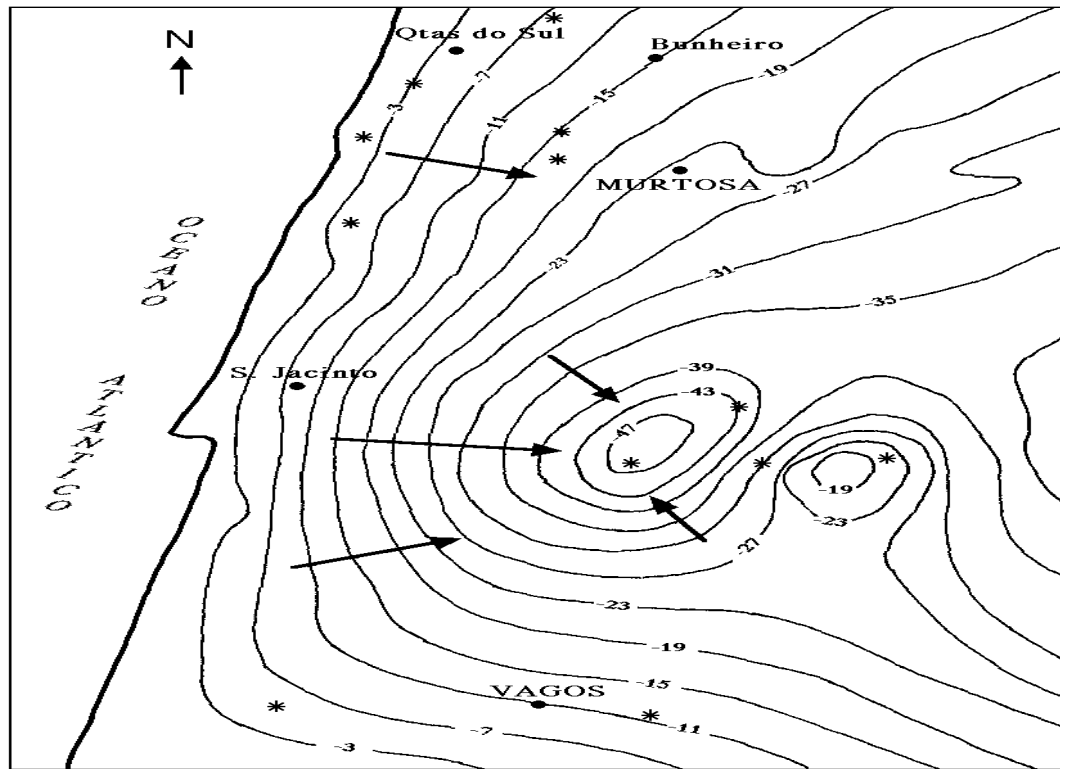 N
Qtas do Sul
Bunheiro
-3
-7
-11
-15
-19
MURTOSA
-27
OCEANO
ATLANTICO
-23
-31
-35
S. Jacinto
-39
-43
-47
-19
-23
-27
-23
-19
-15
VAGOS
-11
-7
-3